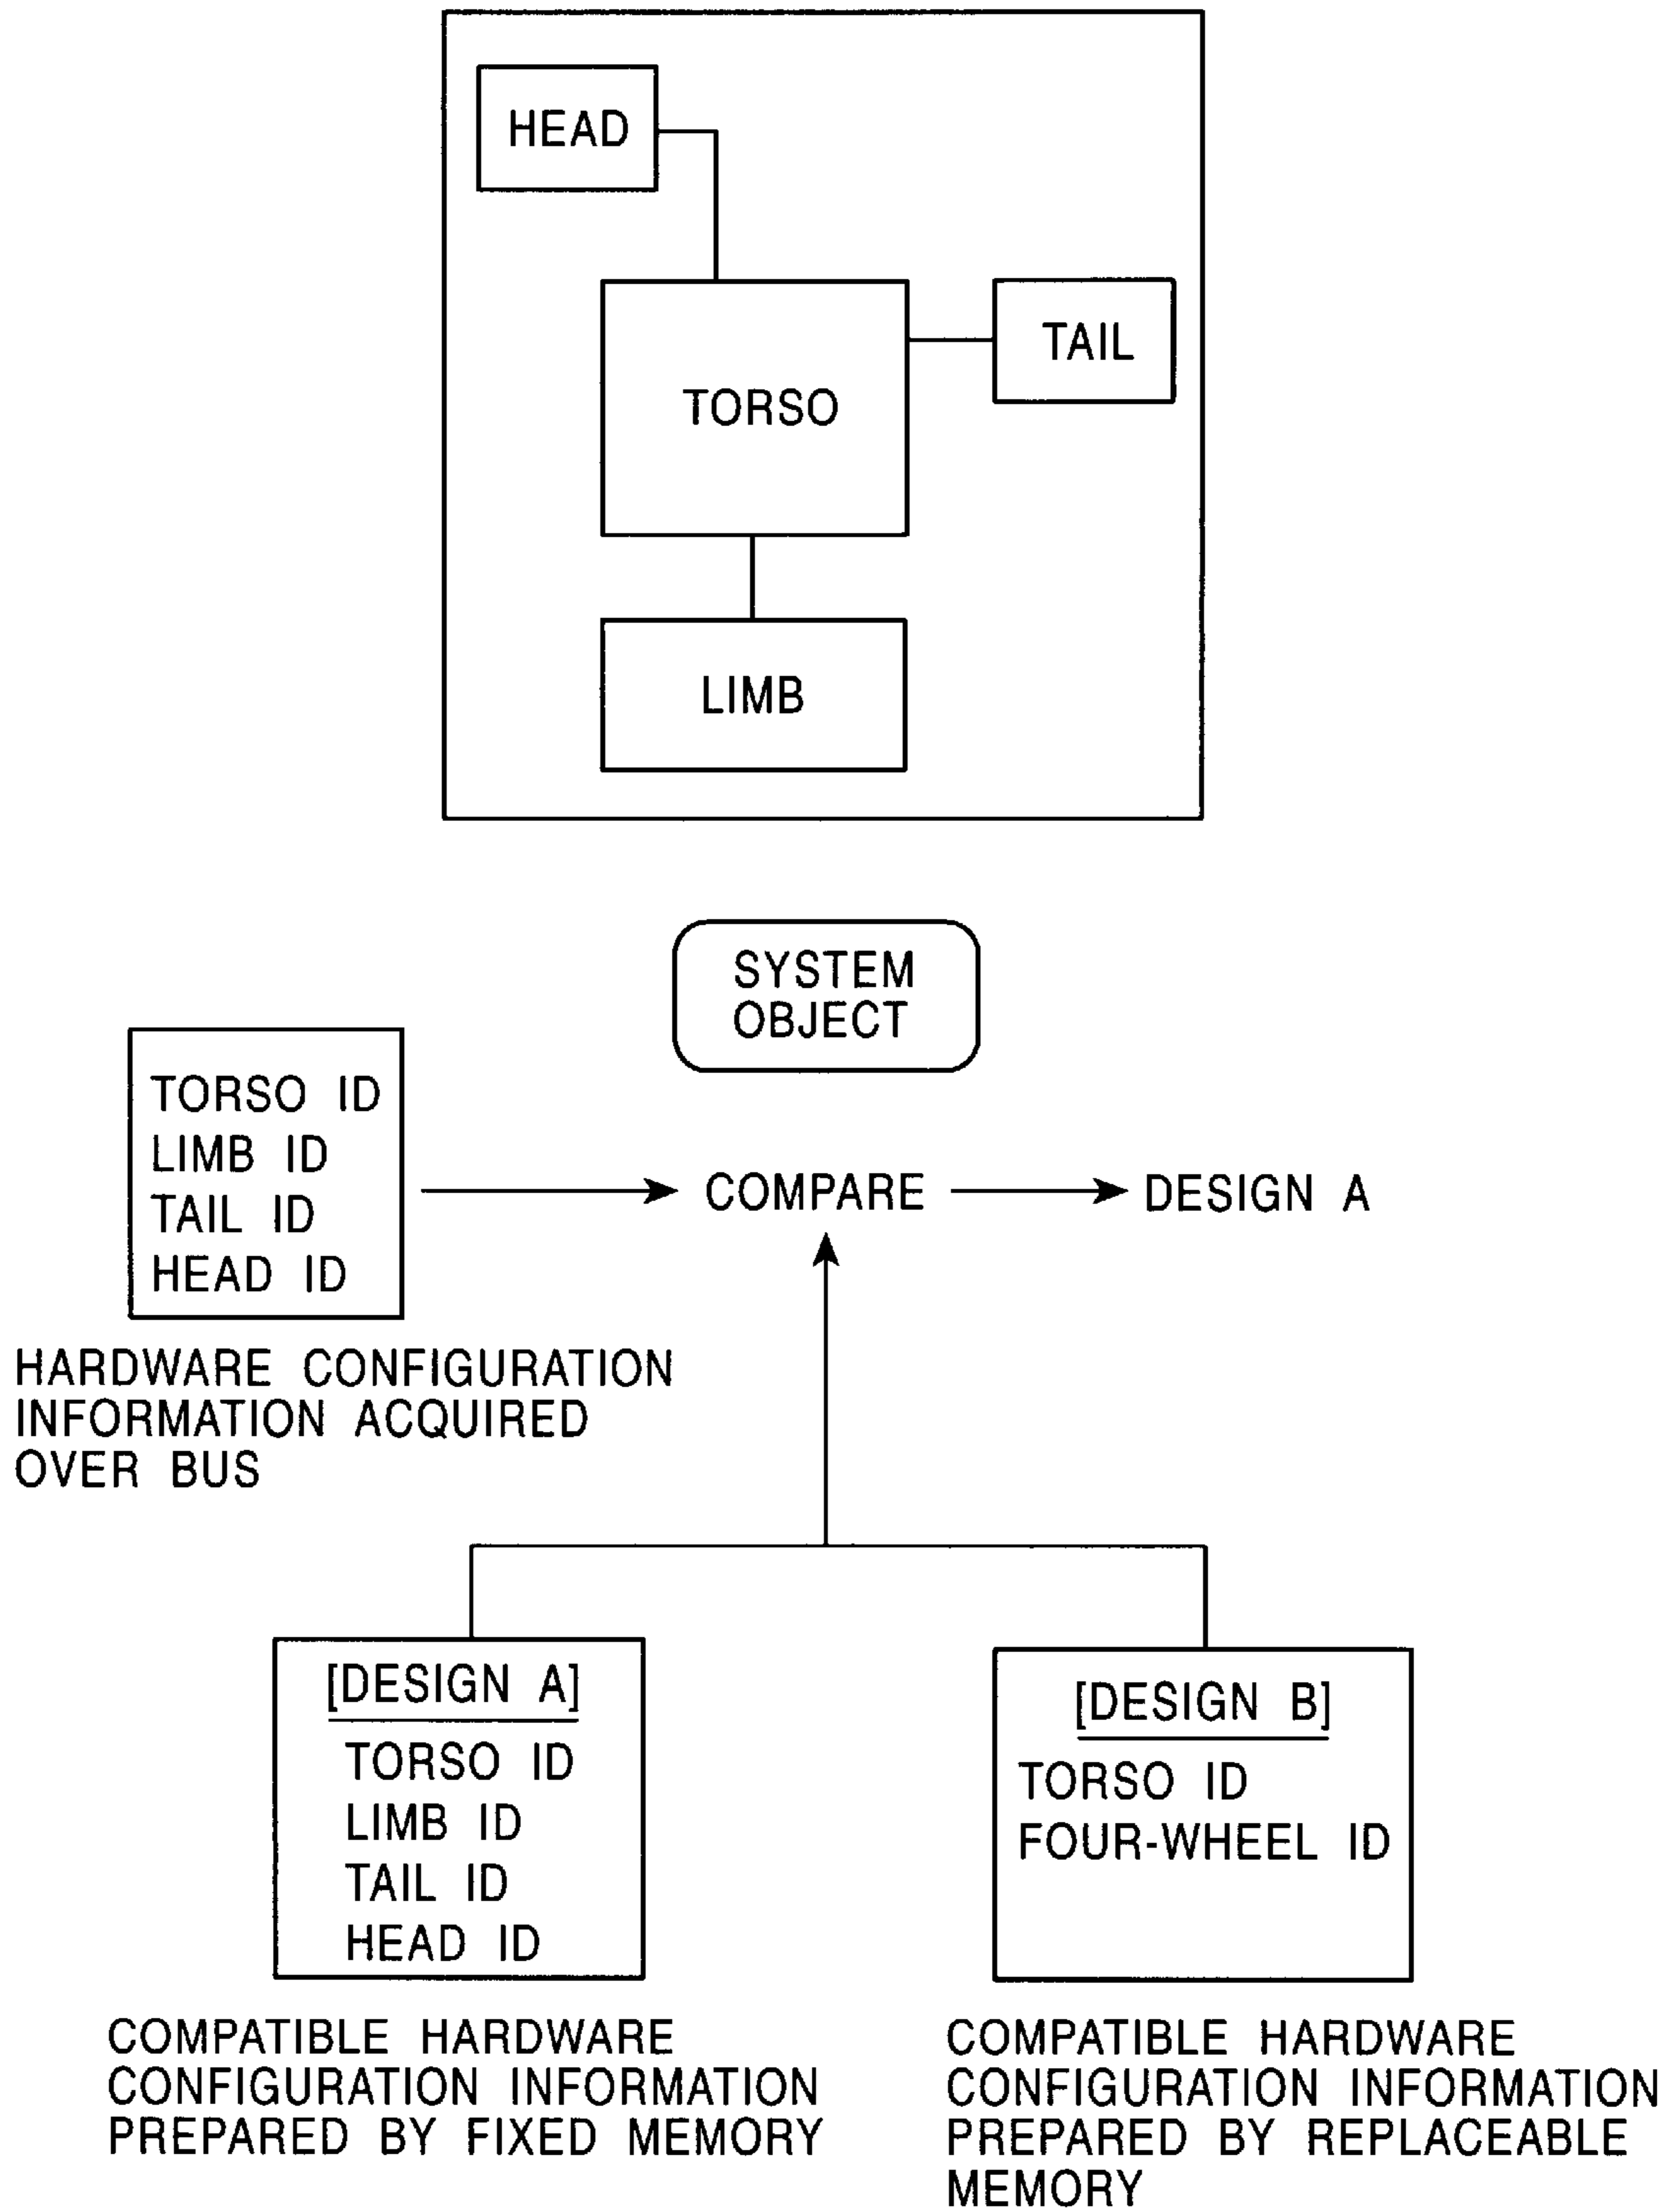 HEAD
TAIL
TORSO
LIMB
SYSTEM
OBJECT
TORSO ID
LIMB ID
TAIL ID
HEAD ID
COMPARE
DESIGN A
HARDWARE CONFIGURATION
INFORMATION ACQUIRED
OVER BUS
[DESIGN A]
TORSO ID
LIMB ID
TAIL ID
HEAD ID
[DESIGN B]
TORSO ID
FOUR-WHEEL ID
COMPATIBLE HARDWARE
CONFIGURATION INFORMATION
PREPARED BY FIXED MEMORY
COMPATIBLE HARDWARE
CONFIGURATION INFORMATION
PREPARED BY REPLACEABLE
MEMORY